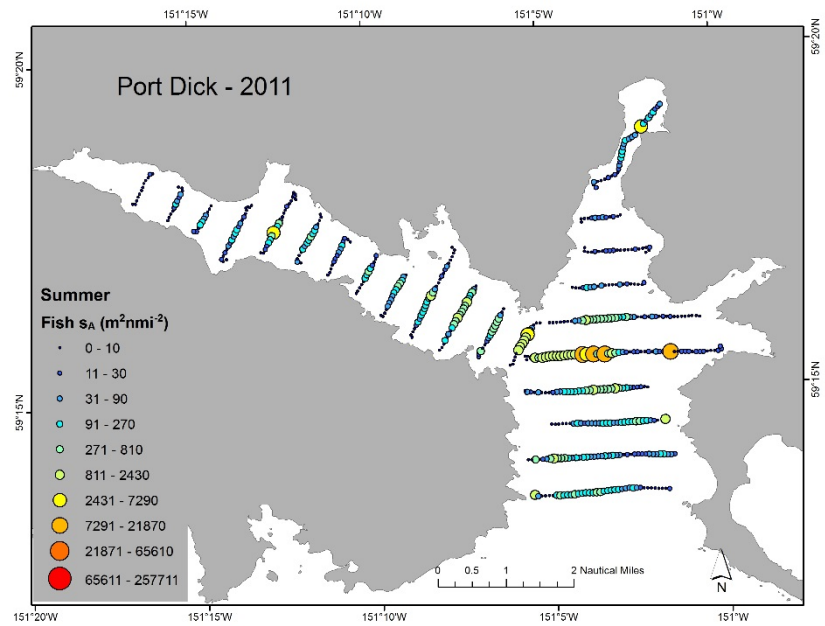 151°15'W 151°10'W 151°5'W 151°0'W
59°20'N 59°20'N
Port Dick - 2011
Summer
Fish sA (m²nmi-²)
0 - 10
11 - 30
31 - 90
91 - 270
271 - 810
811 - 2430
2431 - 7290
7291 - 21870
21871 - 65610
65611 - 257711
59°15'N 59°15'N
0 0.5 1 2 Nautical Miles
N
151°20'W 151°15'W 151°10'W 151°5'W 151°W